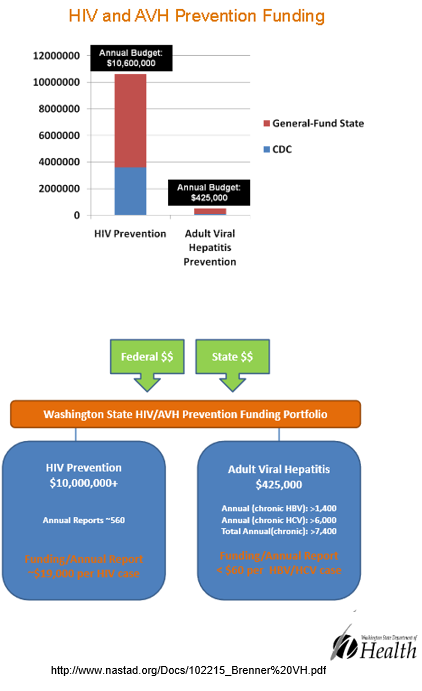 HIV and AVH Prevention Funding
12000000
10000000
8000000
6000000
4000000
2000000
0
Annual Budget:
$10,600,000
Annual Budget:
$425,000
General-Fund State
CDC
HIV Prevention
Adult Viral
Hepatitis
Prevention
Federal $$
State $$
Washington State HIV/AVH Prevention Funding Portfolio
HIV Prevention
$10,000,000+
Annual Reports ~560
Funding/Annual Report
~$19,000 per HIV case
Adult Viral Hepatitis
$425,000
Annual (chronic HBV): >1,400
Annual (chronic HCV): >6,000
Total Annual(chronic): >7,400
Funding/Annual Report
< $60 per HBV/HCV case
Washington State Department of
Health
http://www.nastad.org/Docs/102215_Brenner%20VH.pdf